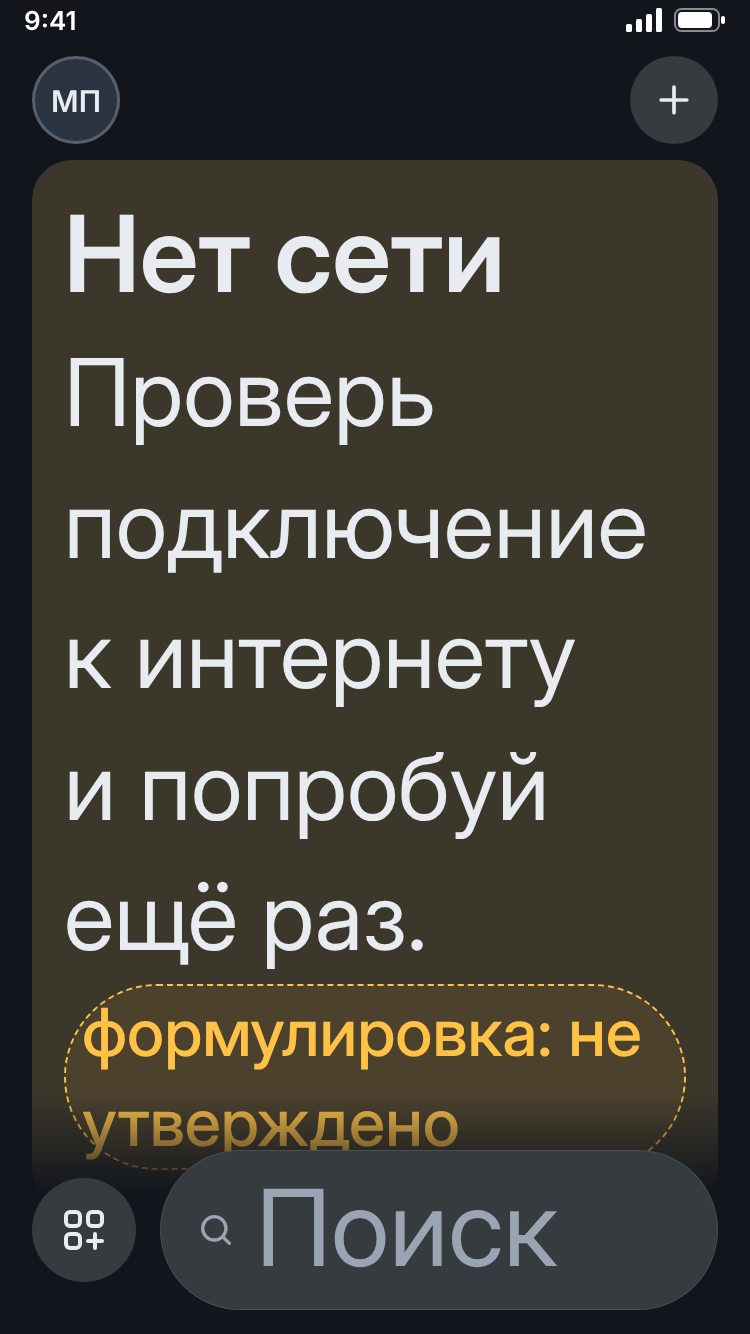 9:41
МП
Нет сети
Проверь
подключение
к интернету
и попробуй
ещё раз.
формулировка: не
утверждено
Поиск